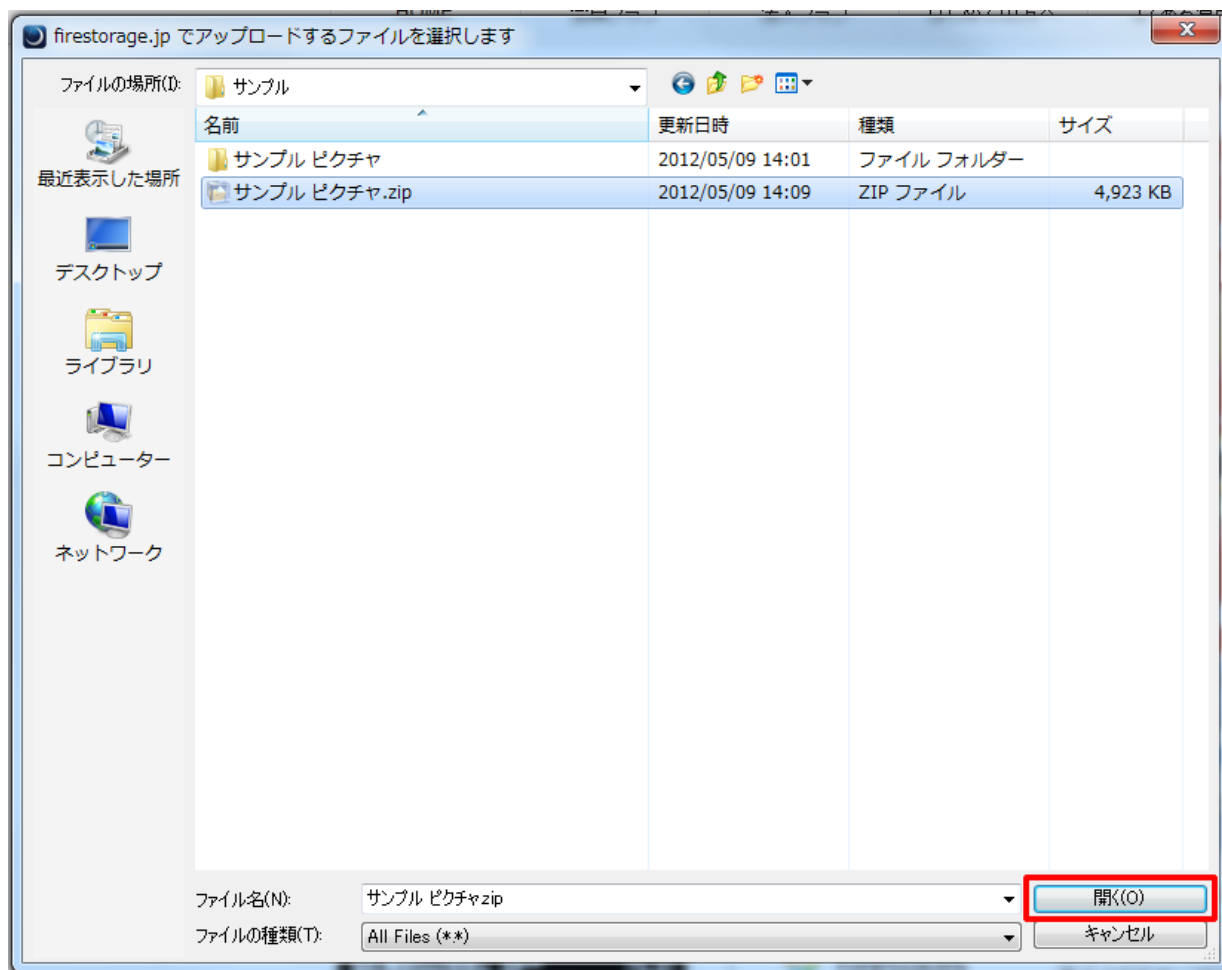 firestorage.jp でアップロードするファイルを選択します
ファイルの場所(I):
サンプル
名前 更新日時 種類 サイズ
サンプル ピクチャ 2012/05/09 14:01 ファイル フォルダー
サンプル ピクチャ.zip 2012/05/09 14:09 ZIP ファイル 4,923 KB
最近表示した場所
デスクトップ
ライブラリ
コンピューター
ネットワーク
ファイル名(N): サンプル ピクチャ.zip 開く(O)
ファイルの種類(T): All Files (*.*) キャンセル